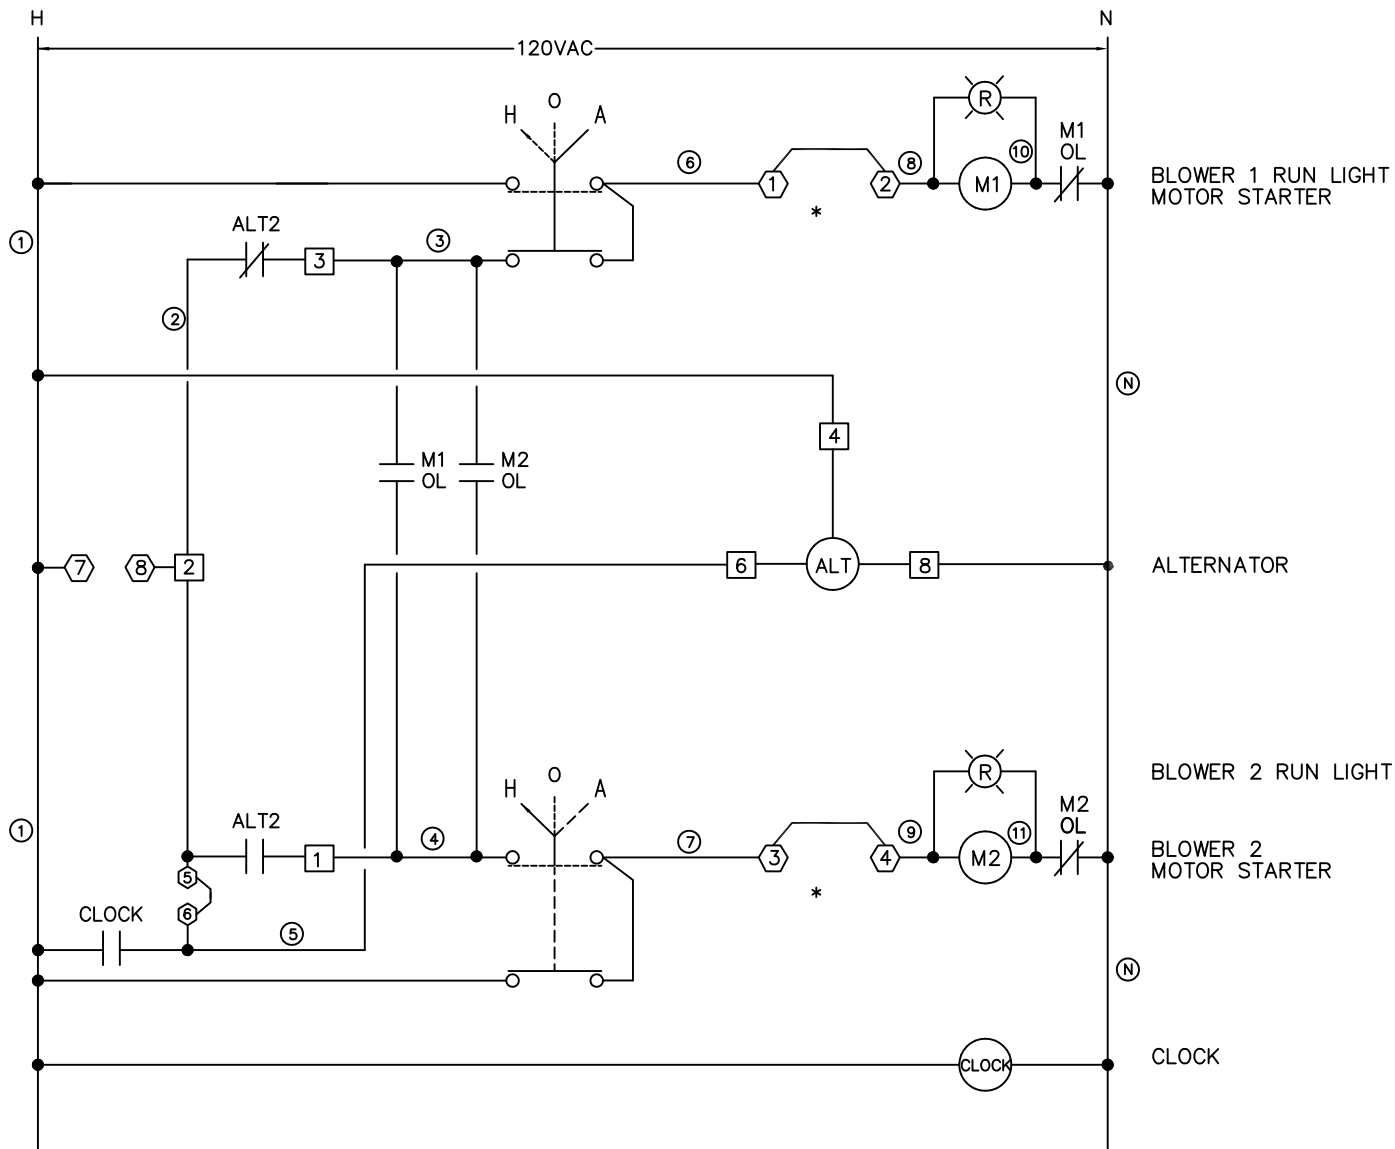 H
N
120VAC
H O A
M1
OL
R
10
6
1
2
8
M1
*
BLOWER 1 RUN LIGHT
MOTOR STARTER
1
ALT2
3
3
2
N
4
M1
OL
M2
OL
7
8
2
6
ALT
8
ALTERNATOR
H O A
R
BLOWER 2 RUN LIGHT
M2
OL
1
ALT2
1
4
7
3
4
9
M2
11
BLOWER 2
MOTOR STARTER
*
5
6
CLOCK
5
N
CLOCK
CLOCK